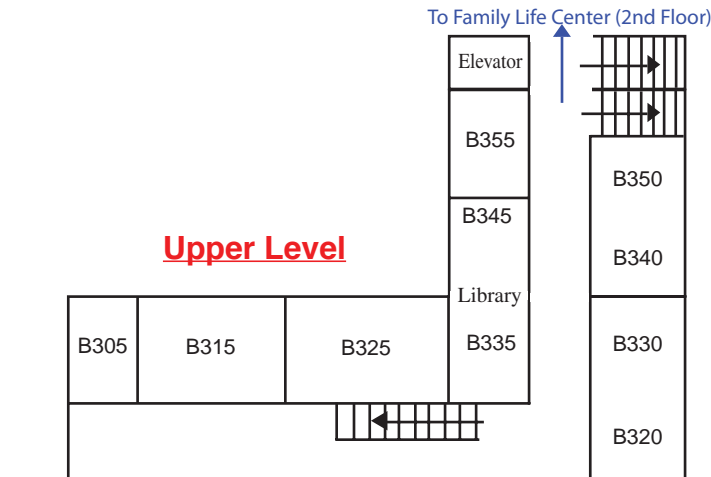 To Family Life Center (2nd Floor)
Elevator
B355
B350
B345
Upper Level
B340
Library
B305
B315
B325
B335
B330
B320